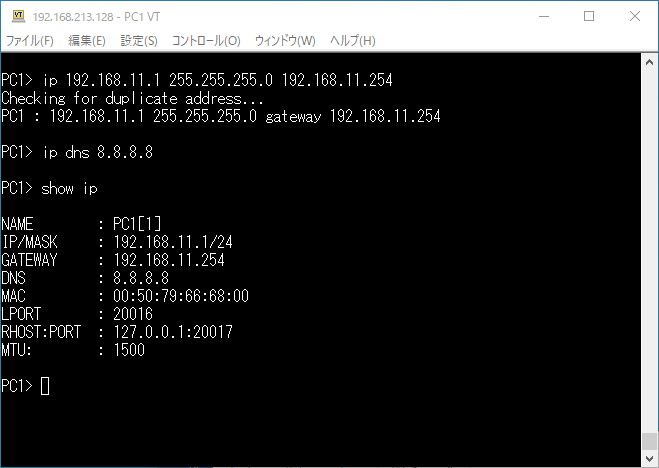 192.168.213.128 - PC1 VT
ファイル(F) 編集(E) 設定(S) コントロール(O) ウィンドウ(W) ヘルプ(H)
PC1> ip 192.168.11.1 255.255.255.0 192.168.11.254
Checking for duplicate address...
PC1 : 192.168.11.1 255.255.255.0 gateway 192.168.11.254
PC1> ip dns 8.8.8.8
PC1> show ip
NAME : PC1[1]
IP/MASK : 192.168.11.1/24
GATEWAY : 192.168.11.254
DNS : 8.8.8.8
MAC : 00:50:79:66:68:00
LPORT : 20016
RHOST:PORT : 127.0.0.1:20017
MTU: : 1500
PC1>